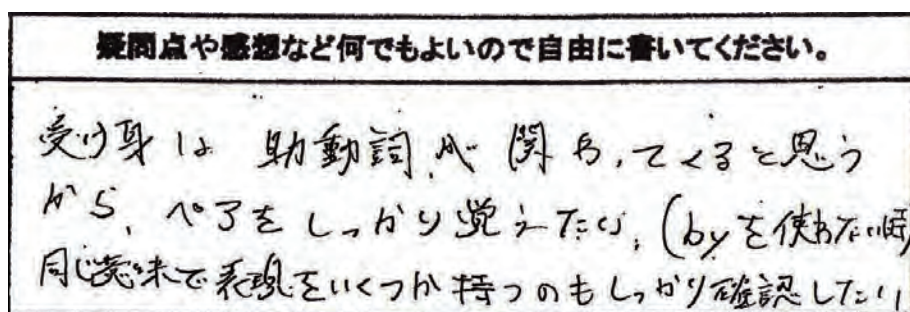 疑問点や感想など何でもよいので自由に書いてください。
受け身は 助動詞が 関わってくると思う
から、ペアをしっかり覚えたい、(byを使わない時)
同じ意味で表現をいくつか持つのもしっかり確認したい